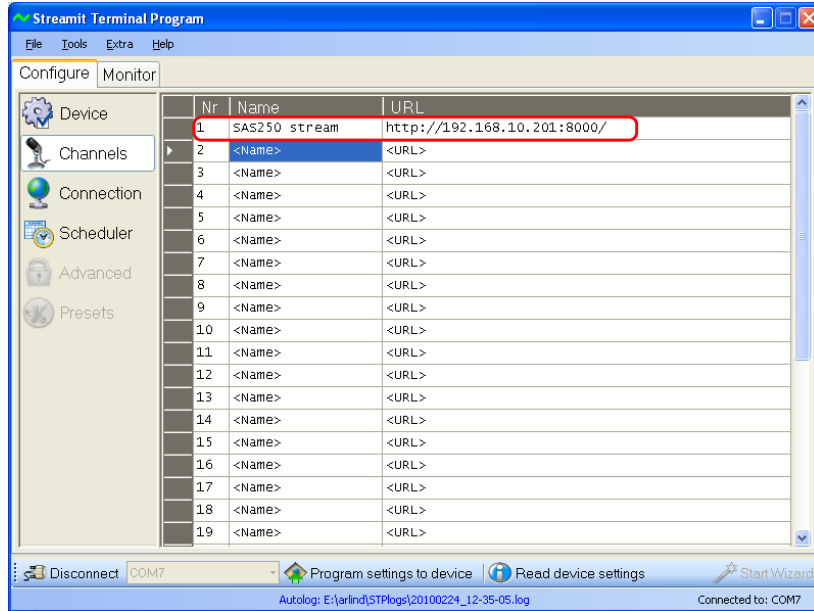 Streamit Terminal Program
File Tools Extra Help
Configure Monitor
Device
Channels
Connection
Scheduler
Advanced
Presets
Nr Name URL
1 SAS250 stream http://192.168.10.201:8000/
2 <Name> <URL>
3 <Name> <URL>
4 <Name> <URL>
5 <Name> <URL>
6 <Name> <URL>
7 <Name> <URL>
8 <Name> <URL>
9 <Name> <URL>
10 <Name> <URL>
11 <Name> <URL>
12 <Name> <URL>
13 <Name> <URL>
14 <Name> <URL>
15 <Name> <URL>
16 <Name> <URL>
17 <Name> <URL>
18 <Name> <URL>
19 <Name> <URL>
Disconnect COM7 Program settings to device Read device settings Start Wizard
Autolog: E:\arlind\STPlogs\20100224_12-35-05.log Connected to: COM7